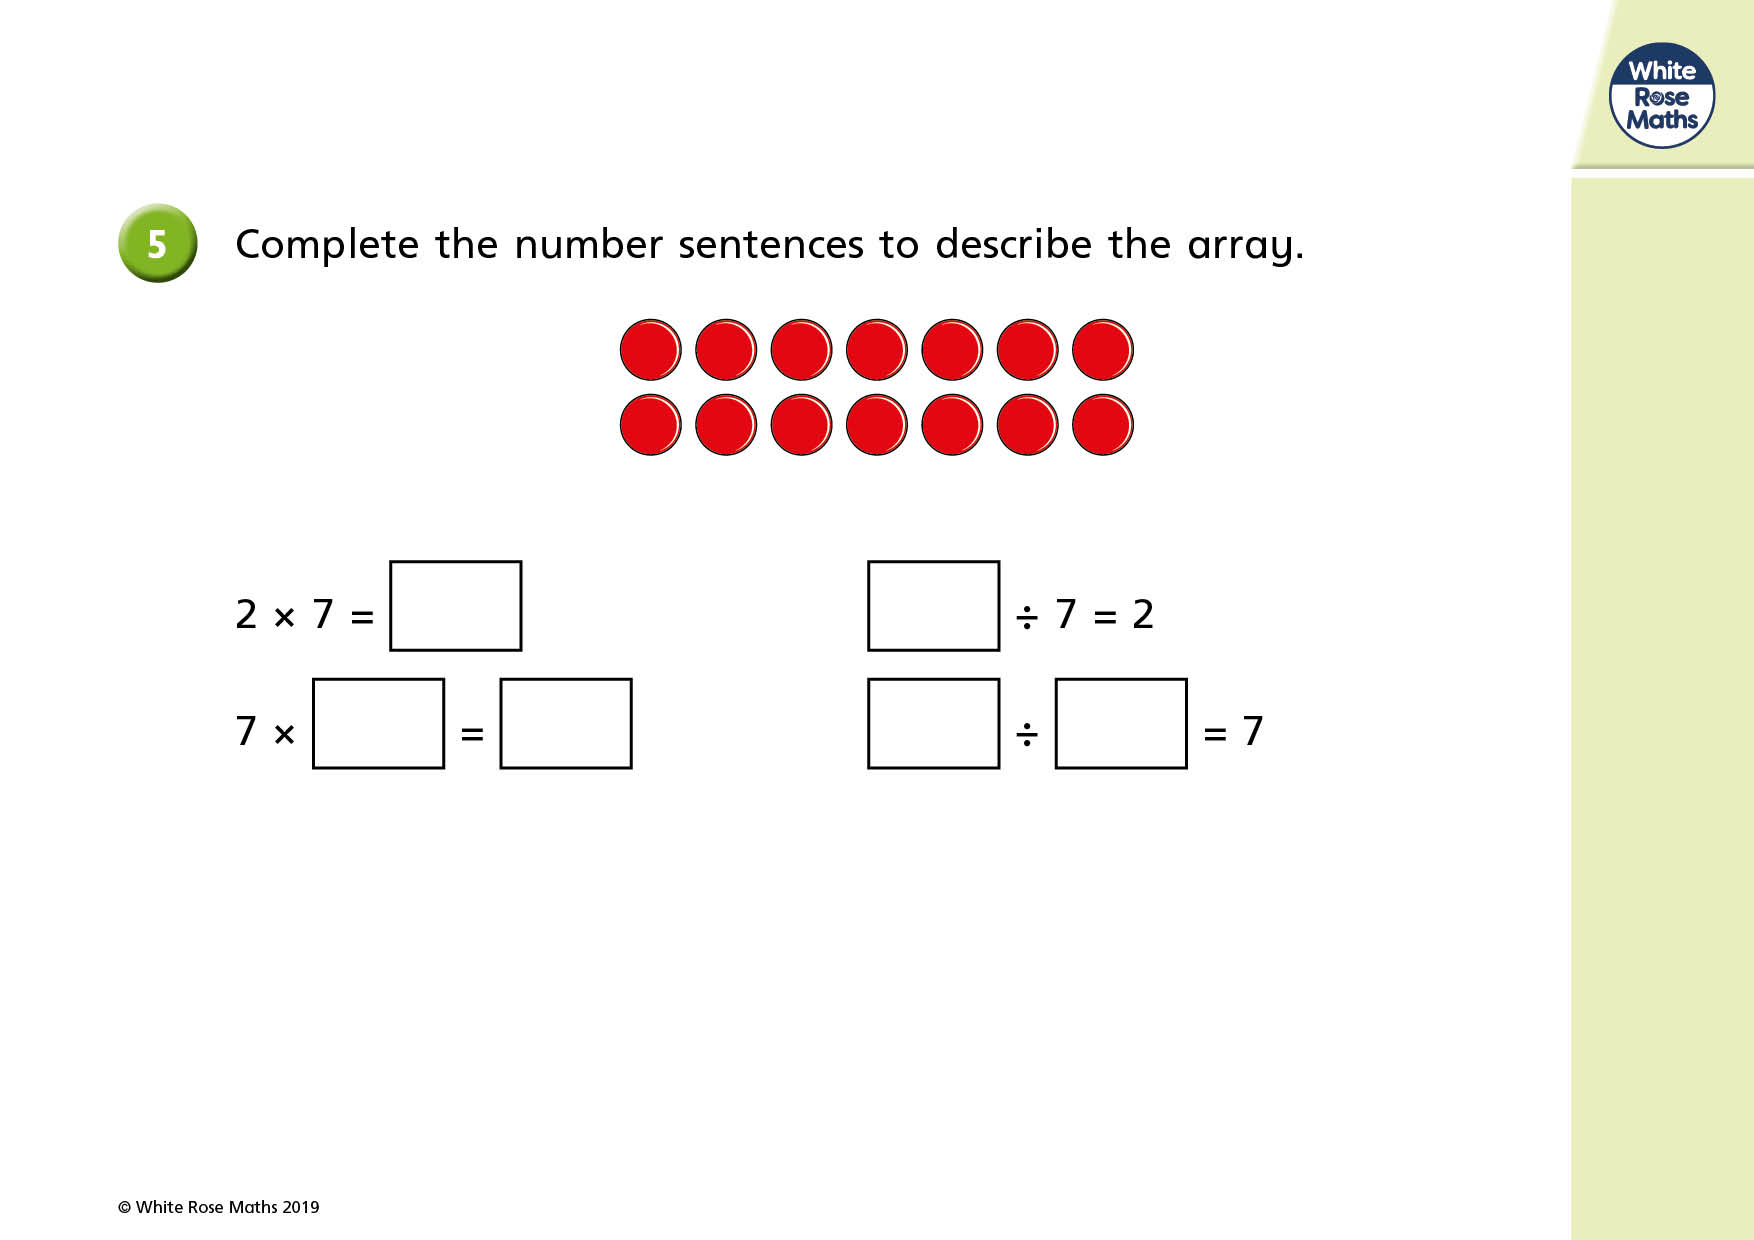 White
Rose
Maths
5 Complete the number sentences to describe the array.
2 × 7 =
÷ 7 = 2
7 × =
÷ = 7
© White Rose Maths 2019